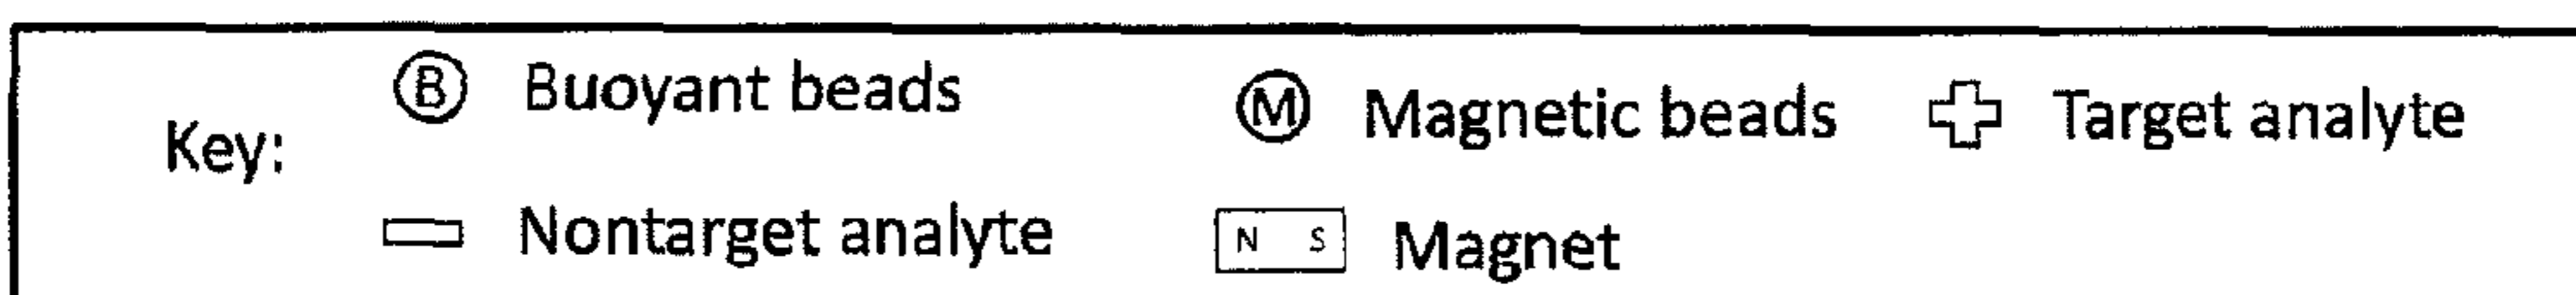 Key: Ⓑ Buoyant beads Ⓜ Magnetic beads Target analyte
Nontarget analyte N S Magnet